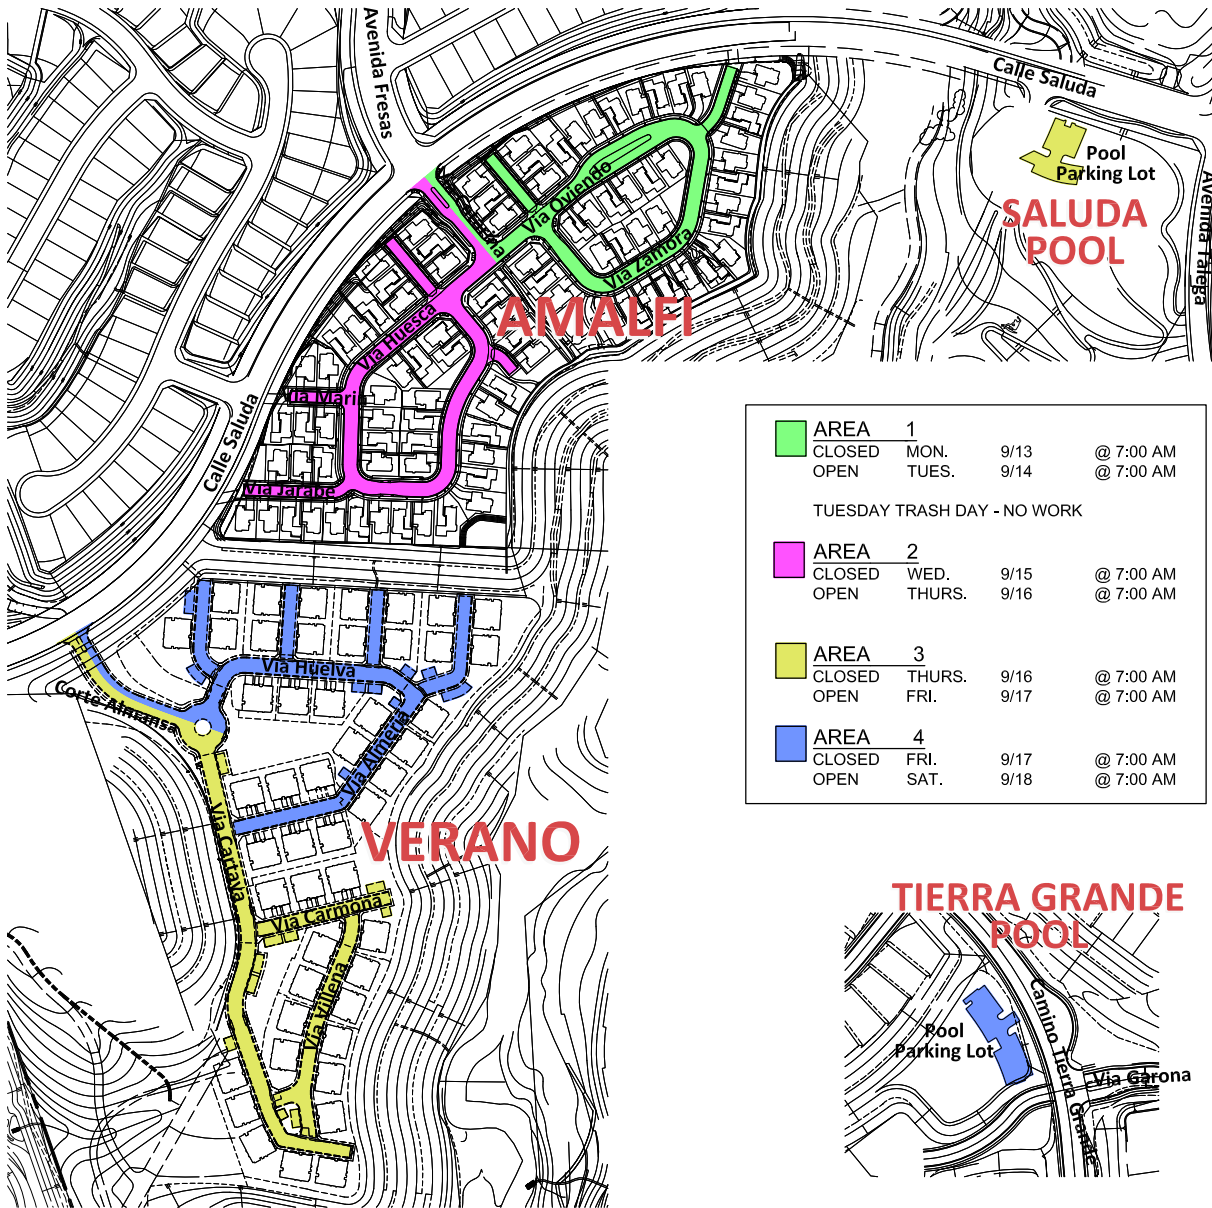 Avenida Fresas
Calle Saluda
Pool
Parking Lot
SALUDA
POOL
Avenida Talega
Via Oviendo
Via Zamora
AMALFI
Via Huesca
Via Marin
Calle Saluda
Via Jarabe
AREA 1
CLOSED MON. 9/13 @ 7:00 AM
OPEN TUES. 9/14 @ 7:00 AM
TUESDAY TRASH DAY - NO WORK
AREA 2
CLOSED WED. 9/15 @ 7:00 AM
OPEN THURS. 9/16 @ 7:00 AM
AREA 3
CLOSED THURS. 9/16 @ 7:00 AM
OPEN FRI. 9/17 @ 7:00 AM
AREA 4
CLOSED FRI. 9/17 @ 7:00 AM
OPEN SAT. 9/18 @ 7:00 AM
Via Huelva
Corte Almansa
Via Almeria
Via Cartaya
VERANO
Via Carmona
Via Villena
TIERRA GRANDE
POOL
Pool
Parking Lot
Camino Tierra Grande
Via Garona